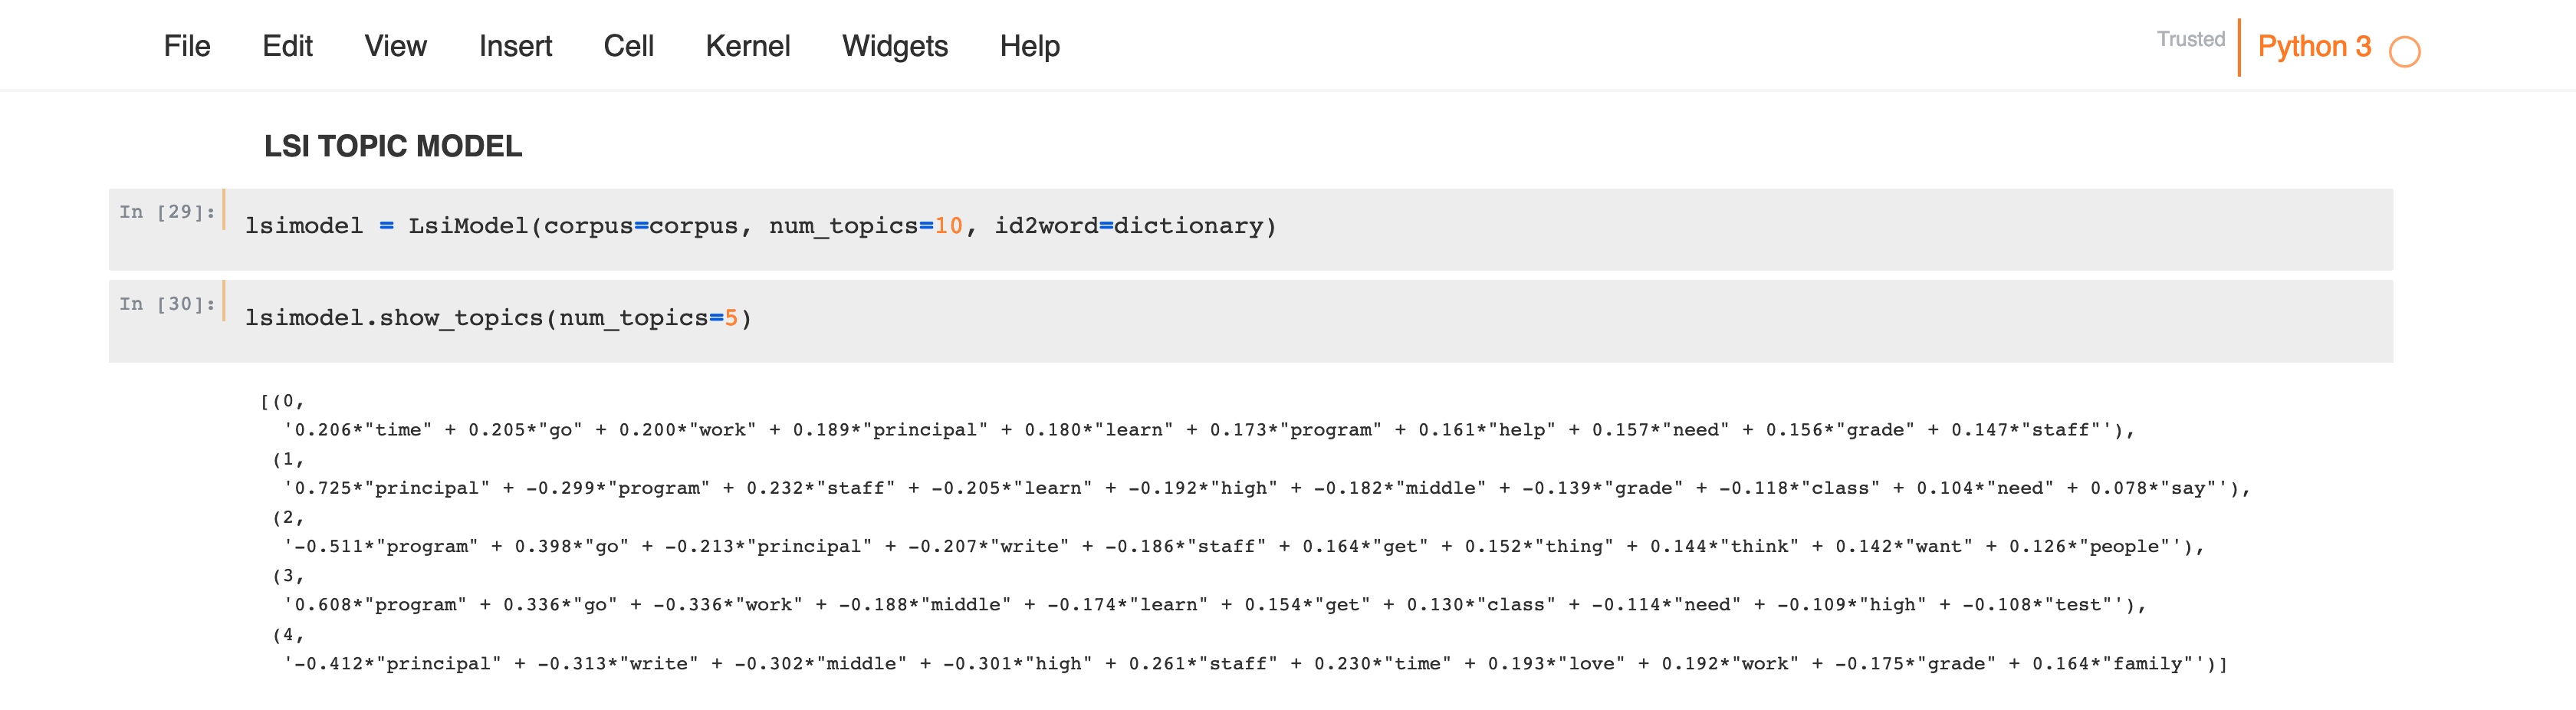 File Edit View Insert Cell Kernel Widgets Help Trusted Python 3
LSI TOPIC MODEL
In [29]: lsimodel = LsiModel(corpus=corpus, num_topics=10, id2word=dictionary)
In [30]: lsimodel.show_topics(num_topics=5)
[(0,
'0.206*"time" + 0.205*"go" + 0.200*"work" + 0.189*"principal" + 0.180*"learn" + 0.173*"program" + 0.161*"help" + 0.157*"need" + 0.156*"grade" + 0.147*"staff"'),
(1,
'0.725*"principal" + -0.299*"program" + 0.232*"staff" + -0.205*"learn" + -0.192*"high" + -0.182*"middle" + -0.139*"grade" + -0.118*"class" + 0.104*"need" + 0.078*"say"'),
(2,
'-0.511*"program" + 0.398*"go" + -0.213*"principal" + -0.207*"write" + -0.186*"staff" + 0.164*"get" + 0.152*"thing" + 0.144*"think" + 0.142*"want" + 0.126*"people"'),
(3,
'0.608*"program" + 0.336*"go" + -0.336*"work" + -0.188*"middle" + -0.174*"learn" + 0.154*"get" + 0.130*"class" + -0.114*"need" + -0.109*"high" + -0.108*"test"'),
(4,
'-0.412*"principal" + -0.313*"write" + -0.302*"middle" + -0.301*"high" + 0.261*"staff" + 0.230*"time" + 0.193*"love" + 0.192*"work" + -0.175*"grade" + 0.164*"family"')]